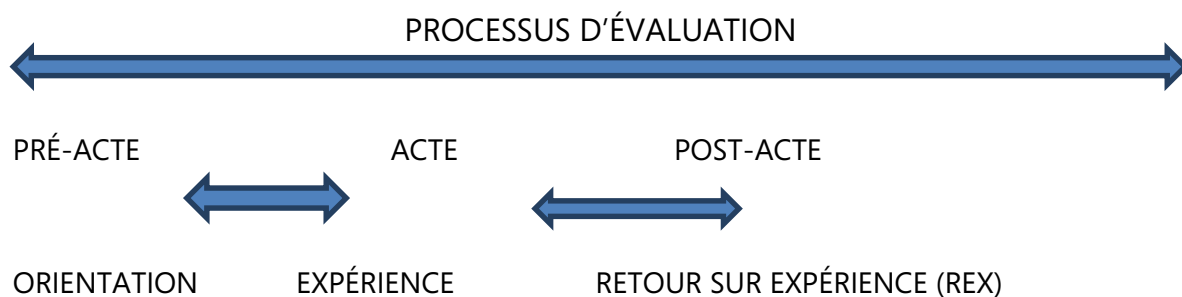 PROCESSUS D’ÉVALUATION
PRÉ-ACTE ACTE POST-ACTE
ORIENTATION EXPÉRIENCE RETOUR SUR EXPÉRIENCE (REX)